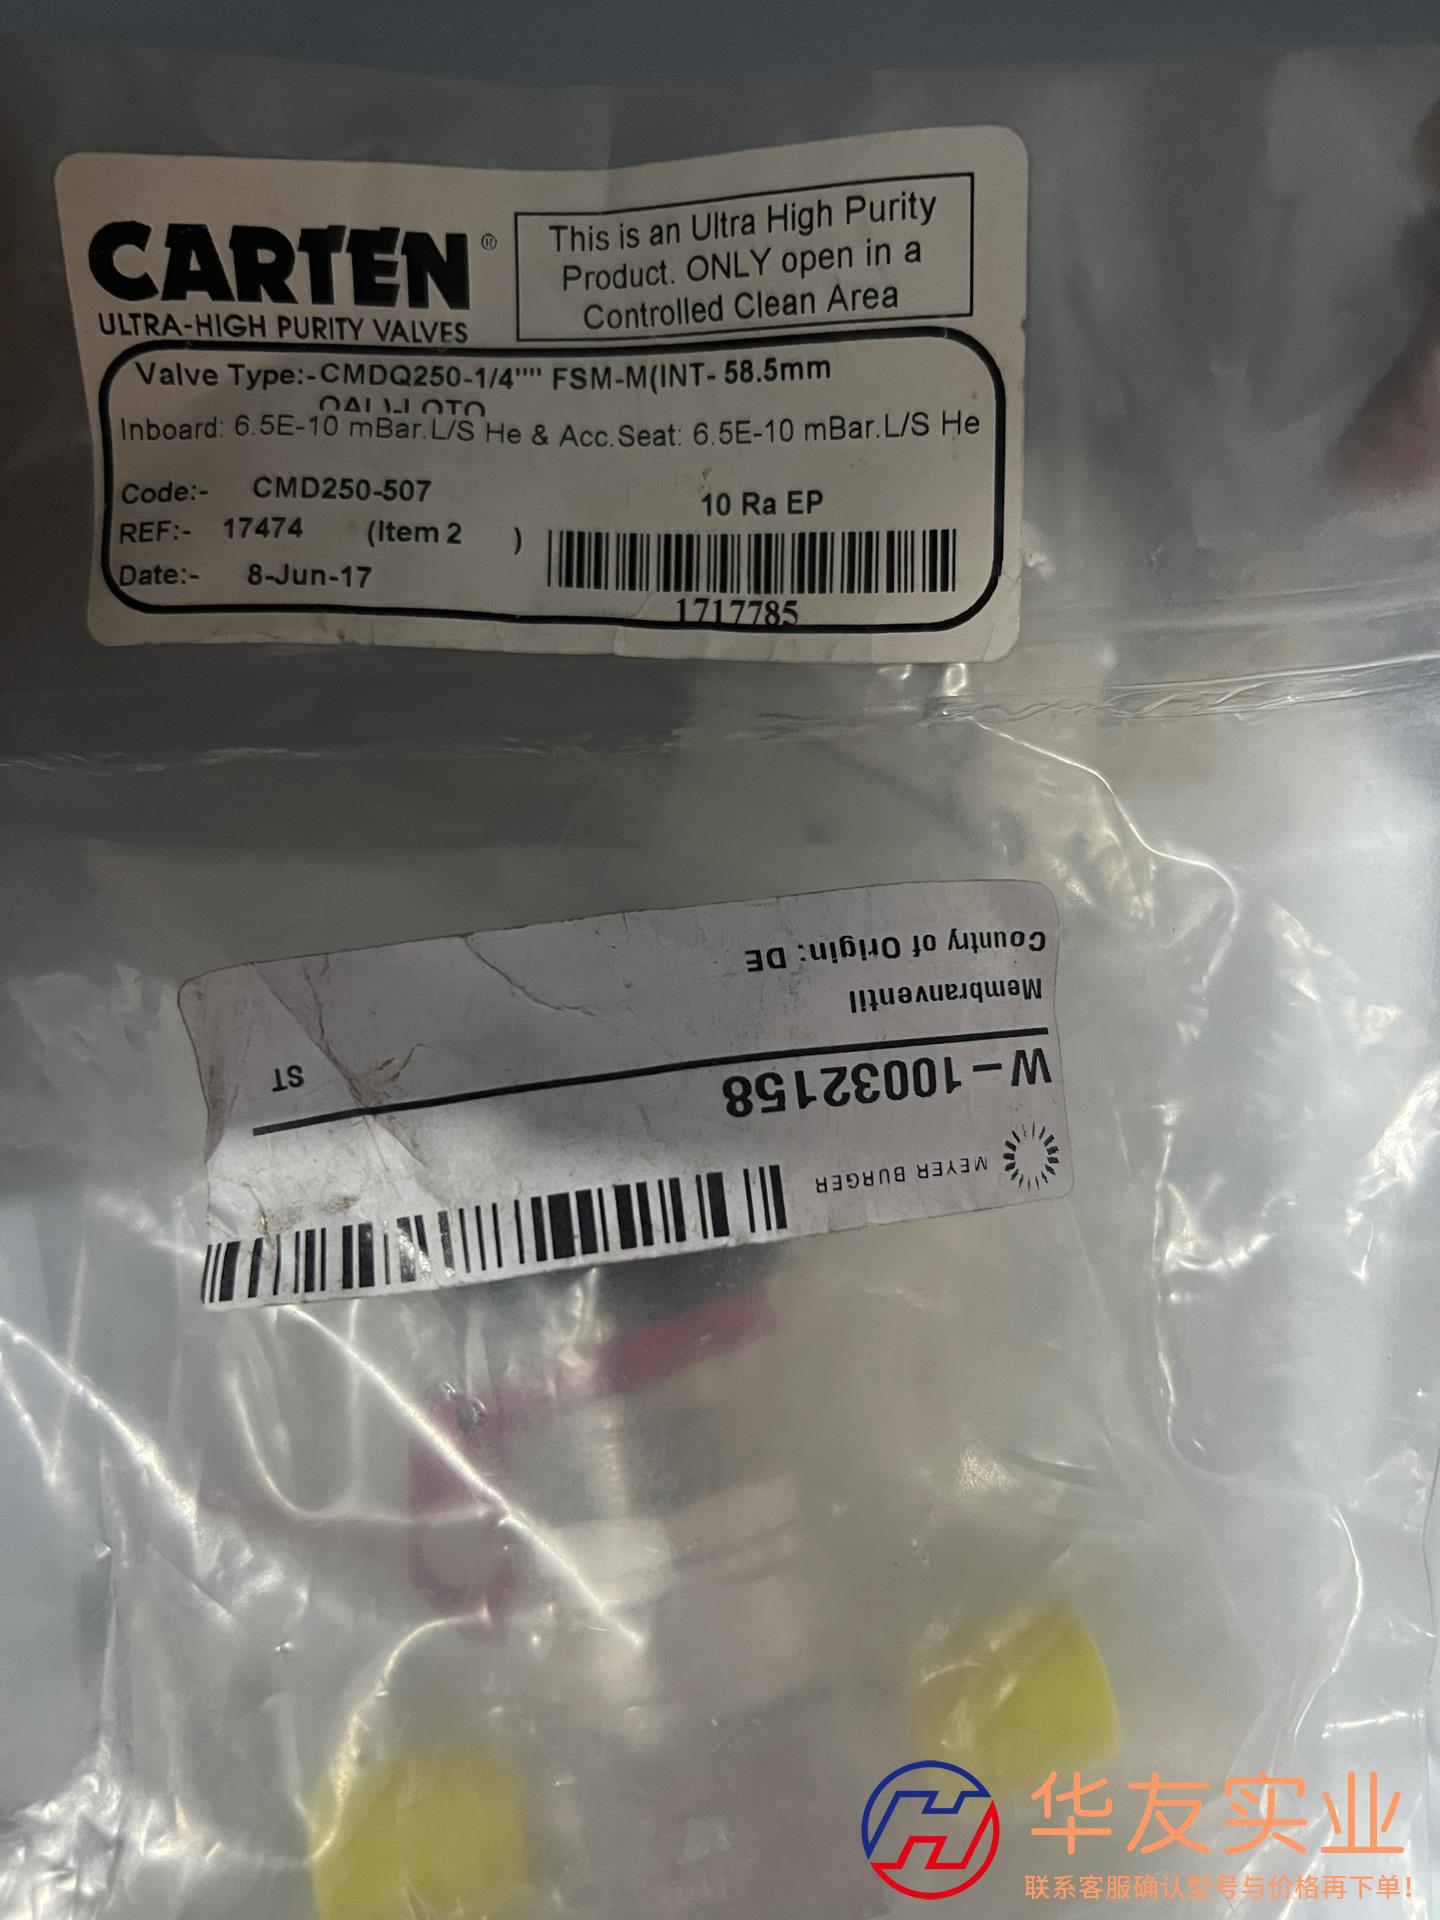 CARTEN®
ULTRA-HIGH PURITY VALVES
This is an Ultra High Purity
Product. ONLY open in a
Controlled Clean Area
Valve Type:-CMDQ250-1/4"" FSM-M(INT- 58.5mm
Inboard: 6.5E-10 mBar.L/S He & Acc.Seat: 6.5E-10 mBar.L/S He
Code:- CMD250-507
10 Ra EP
REF:- 17474 (Item 2 )
Date:- 8-Jun-17
1717785
MEYER BURGER
W-10032158
Membranventil
ST
Country of Origin: DE
华友实业
联系客服确认型号与价格再下单!